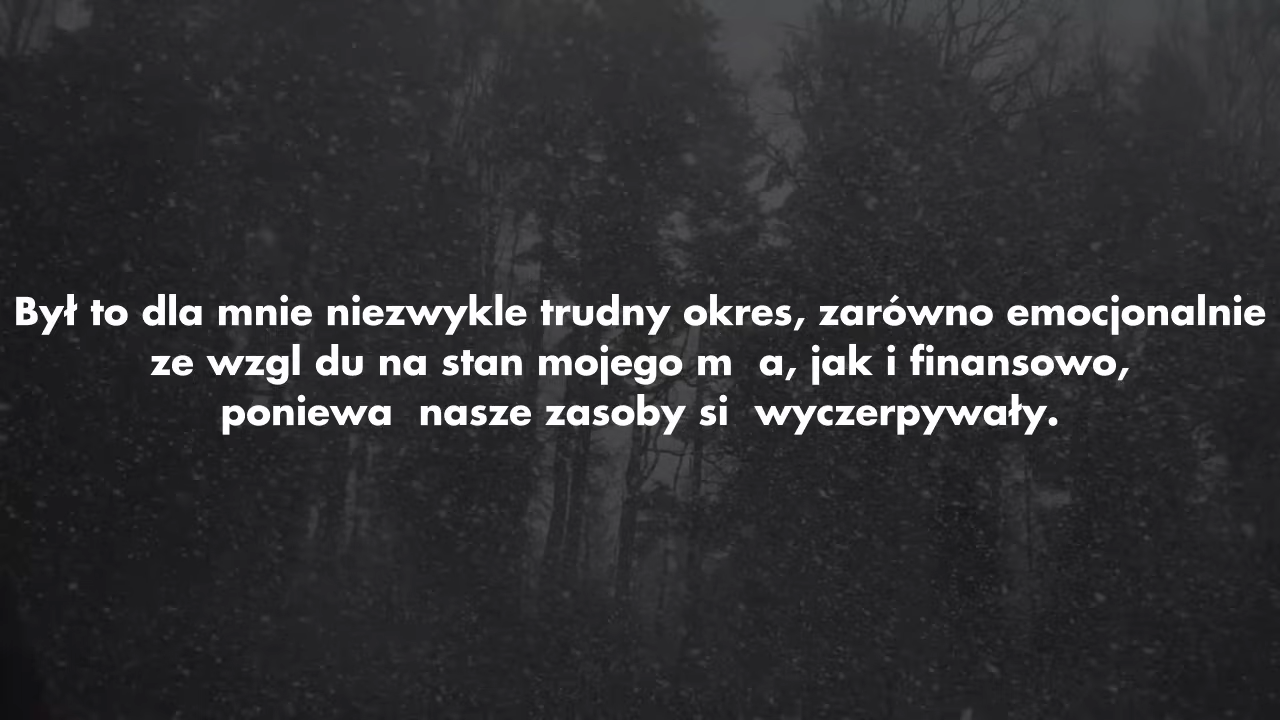 Był to dla mnie niezwykle trudny okres, zarówno emocjonalnie
ze wzgl du na stan mojego m  a, jak i finansowo,
poniewa  nasze zasoby si  wyczerpywały.